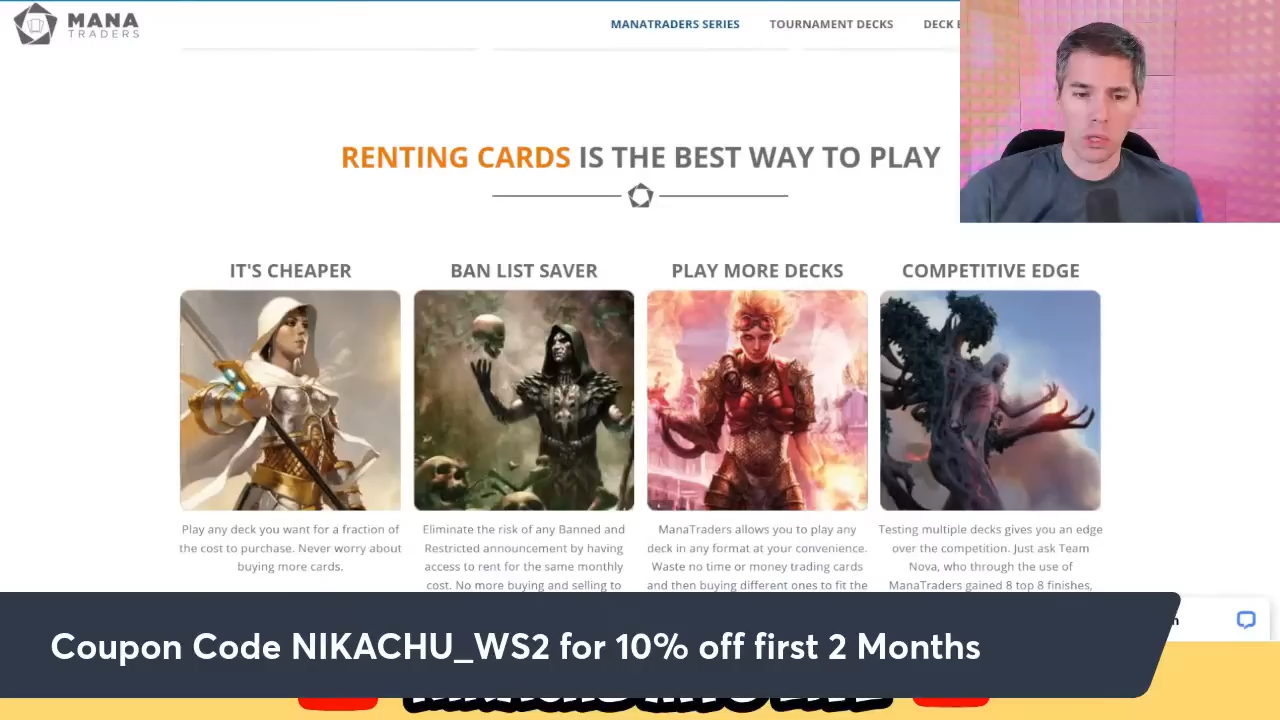 MANA
TRADERS
MANATRADERS SERIES
TOURNAMENT DECKS
DECK
RENTING CARDS IS THE BEST WAY TO PLAY
IT'S CHEAPER
Play any deck you want for a fraction of
the cost to purchase. Never worry about
buying more cards.
BAN LIST SAVER
Eliminate the risk of any Banned and
Restricted announcement by having
access to rent for the same monthly
cost. No more buying and selling to
PLAY MORE DECKS
ManaTraders allows you to play any
deck in any format at your convenience.
Waste no time or money trading cards
and then buying different ones to fit the
COMPETITIVE EDGE
Testing multiple decks gives you an edge
over the competition. Just ask Team
Nova, who through the use of
ManaTraders gained 8 top 8 finishes,
Coupon Code NIKACHU_WS2 for 10% off first 2 Months